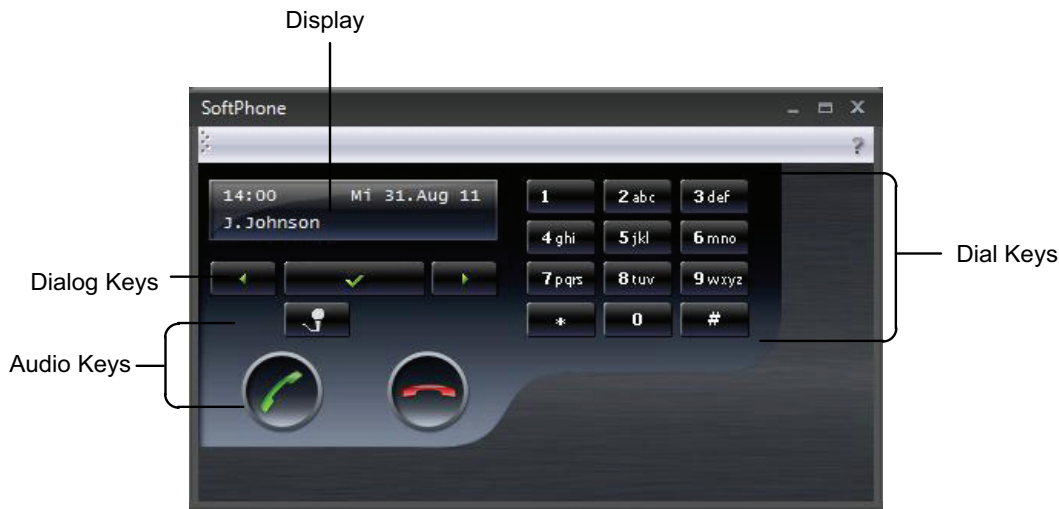 Display
SoftPhone
?
14:00 Mi 31.Aug 11
J.Johnson
1 2 abc 3 def
4 ghi 5 jkl 6 mno
7 pqrs 8 tuv 9 wxyz
* 0 #
Dialog Keys
Audio Keys
Dial Keys